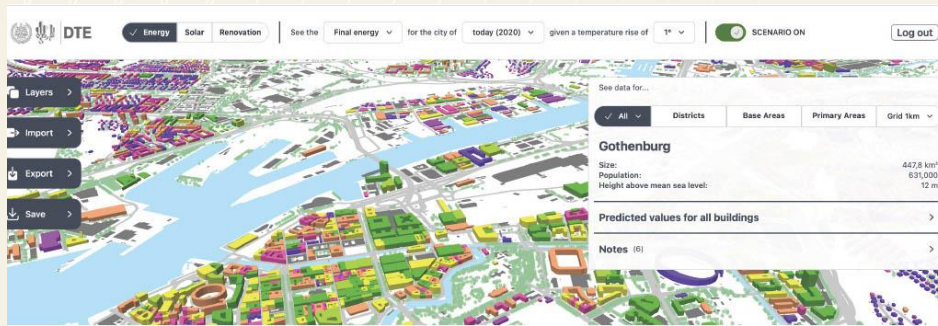 DTE
Energy Solar Renovation See the Final energy for the city of today (2020) given a temperature rise of 1° SCENARIO ON Log out
Layers
Import
Export
Save
See data for...
All Districts Base Areas Primary Areas Grid 1km
Gothenburg
Size: 447,8 km²
Population: 631,000
Height above mean sea level: 12 m
Predicted values for all buildings
Notes (6)